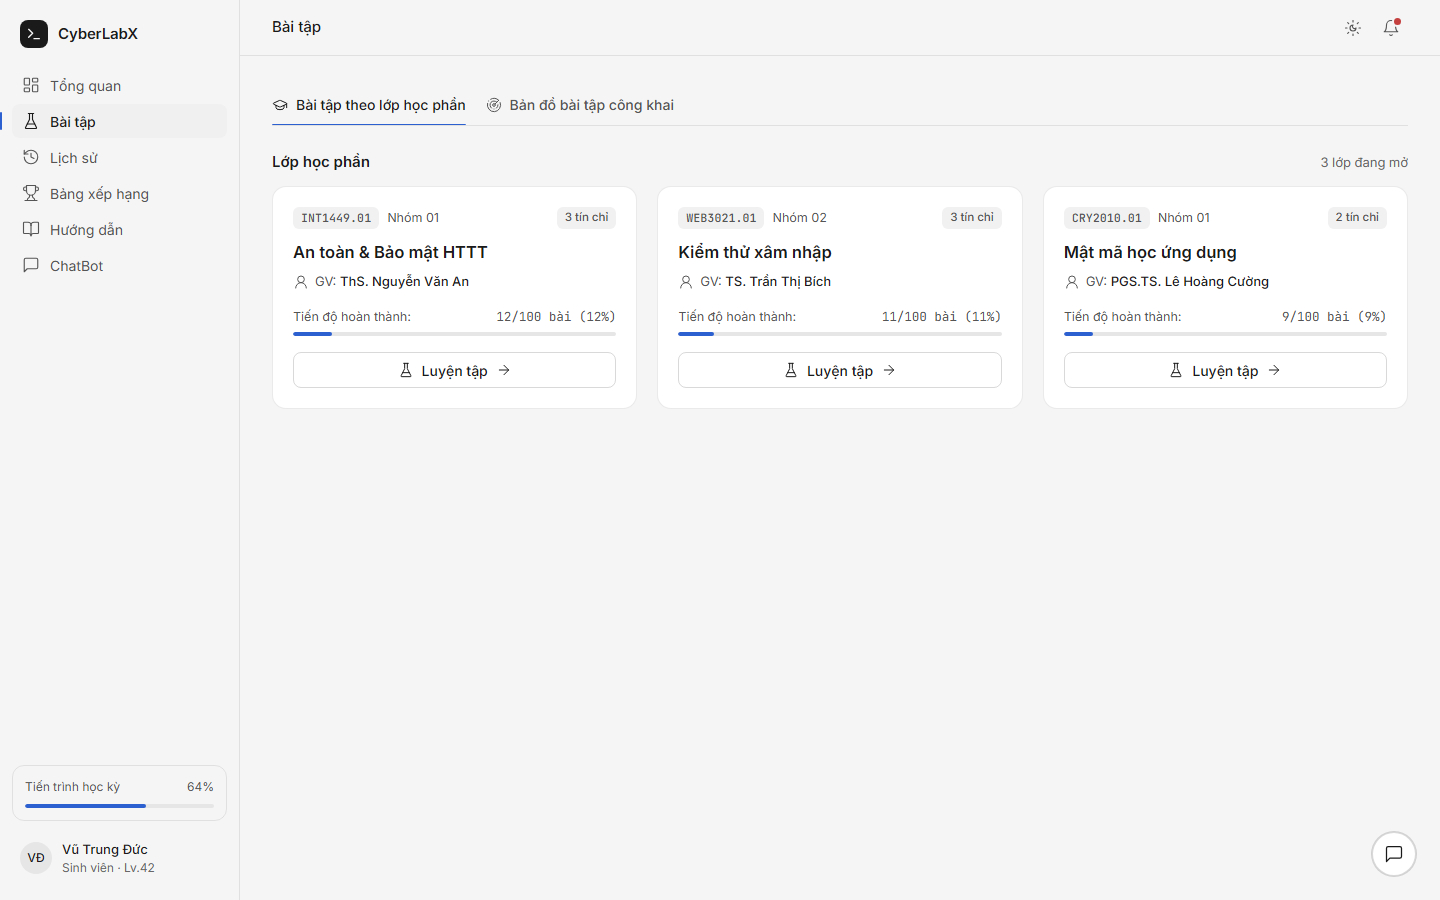 CyberLabX
Tổng quan
Bài tập
Lịch sử
Bảng xếp hạng
Hướng dẫn
ChatBot
Tiến trình học kỳ 64%
VĐ
Vũ Trung Đức
Sinh viên · Lv.42
Bài tập
Bài tập theo lớp học phần
Bản đồ bài tập công khai
Lớp học phần
3 lớp đang mở
INT1449.01 Nhóm 01 3 tín chỉ
An toàn & Bảo mật HTTT
GV: ThS. Nguyễn Văn An
Tiến độ hoàn thành: 12/100 bài (12%)
Luyện tập →
WEB3021.01 Nhóm 02 3 tín chỉ
Kiểm thử xâm nhập
GV: TS. Trần Thị Bích
Tiến độ hoàn thành: 11/100 bài (11%)
Luyện tập →
CRY2010.01 Nhóm 01 2 tín chỉ
Mật mã học ứng dụng
GV: PGS.TS. Lê Hoàng Cường
Tiến độ hoàn thành: 9/100 bài (9%)
Luyện tập →